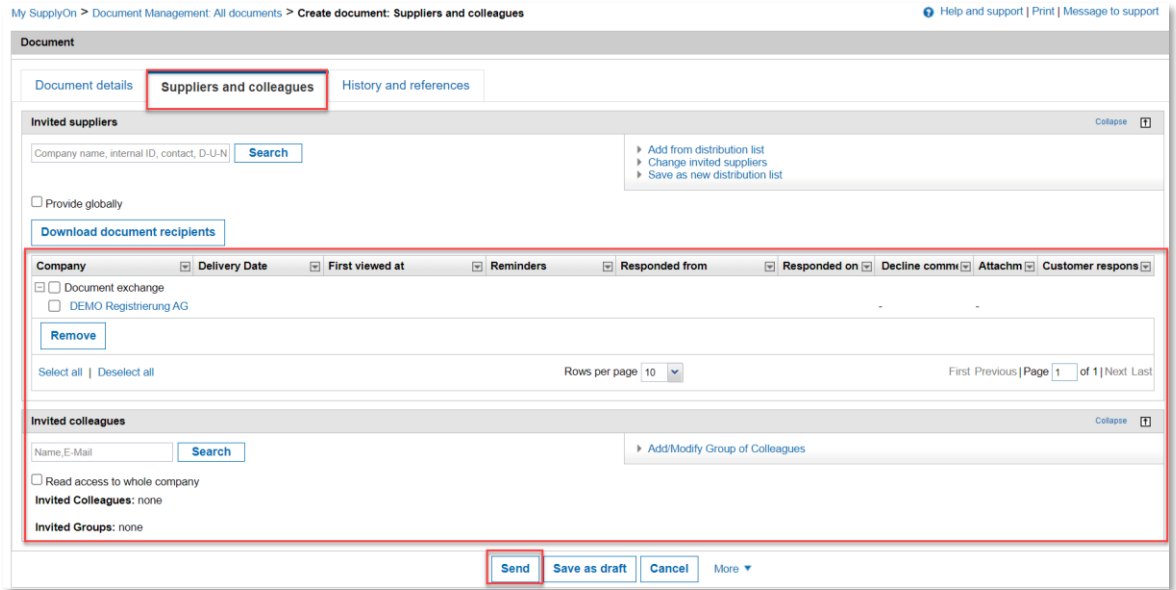 My SupplyOn > Document Management: All documents > Create document: Suppliers and colleagues
Help and support | Print | Message to support
Document
Document details
Suppliers and colleagues
History and references
Invited suppliers
Collapse
Company name, internal ID, contact, D-U-N
Search
Add from distribution list
Change invited suppliers
Save as new distribution list
Provide globally
Download document recipients
Company Delivery Date First viewed at Reminders Responded from Responded on Decline comme Attachm Customer respons
Document exchange
DEMO Registrierung AG - -
Remove
Select all | Deselect all
Rows per page 10
First Previous | Page 1 of 1 | Next Last
Invited colleagues
Collapse
Name,E-Mail
Search
Add/Modify Group of Colleagues
Read access to whole company
Invited Colleagues: none
Invited Groups: none
Send
Save as draft
Cancel
More